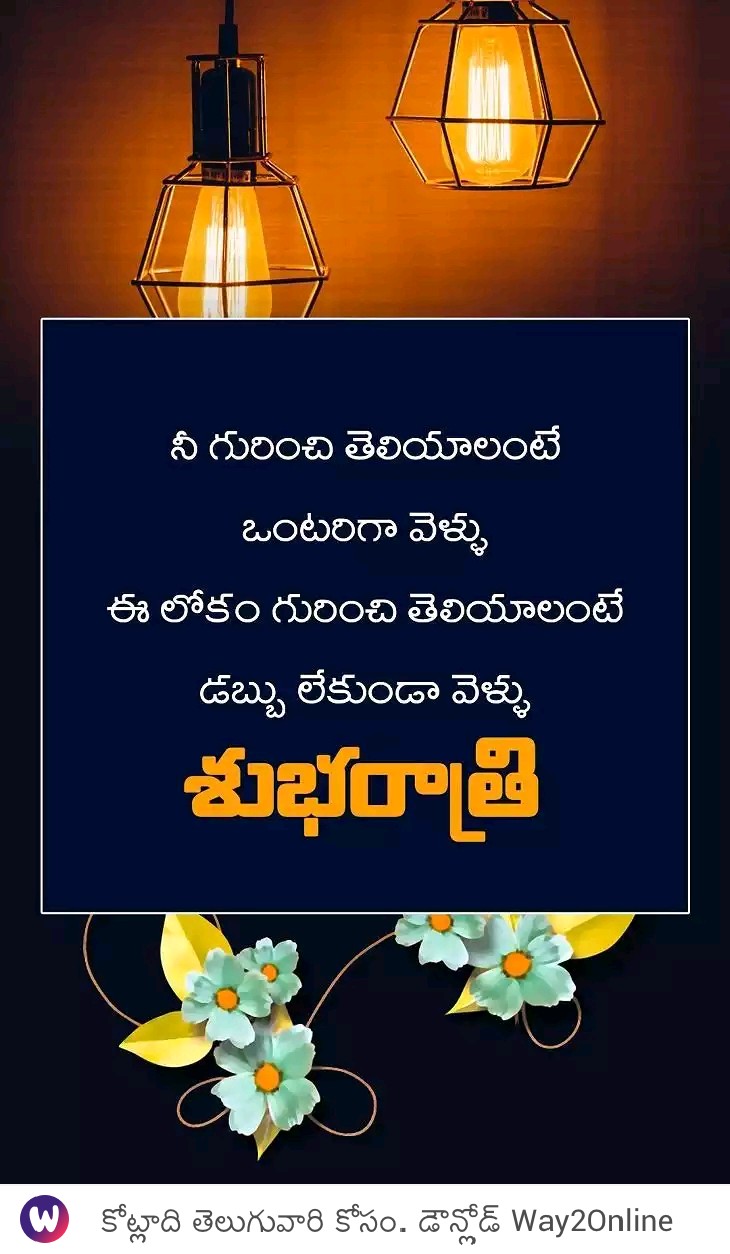 నీ గురించి తెలియాలంటే
ఒంటరిగా వెళ్ళు
ఈ లోకం గురించి తెలియాలంటే
డబ్బు లేకుండా వెళ్ళు
శుభరాత్రి
W కోట్లాది తెలుగువారి కోసం. డౌన్లోడ్ Way2Online